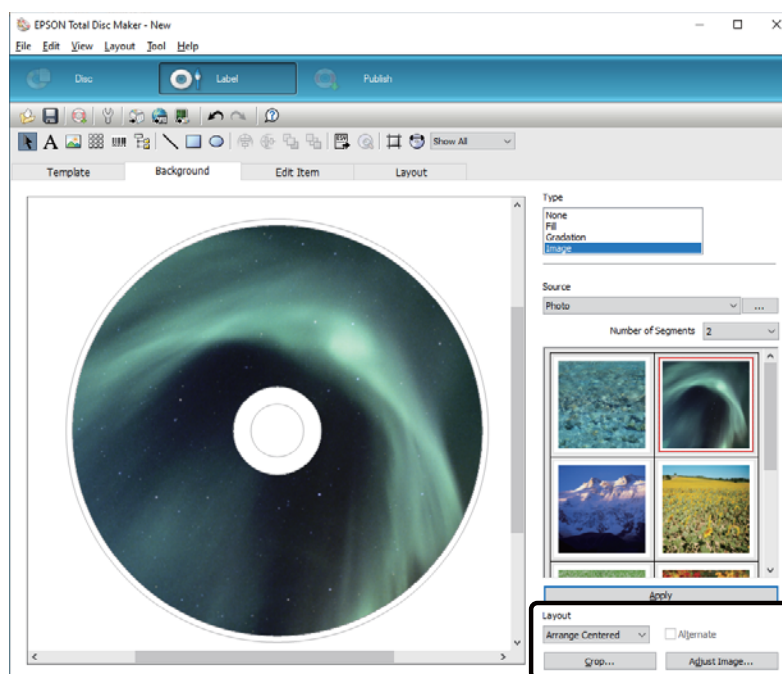 EPSON Total Disc Maker - New
File Edit View Layout Tool Help
Disc Label Publish
Show All
Template Background Edit Item Layout
Type
None
Fill
Gradation
Image
Source
Photo ...
Number of Segments 2
Apply
Layout
Arrange Centered Alternate
Crop... Adjust Image...